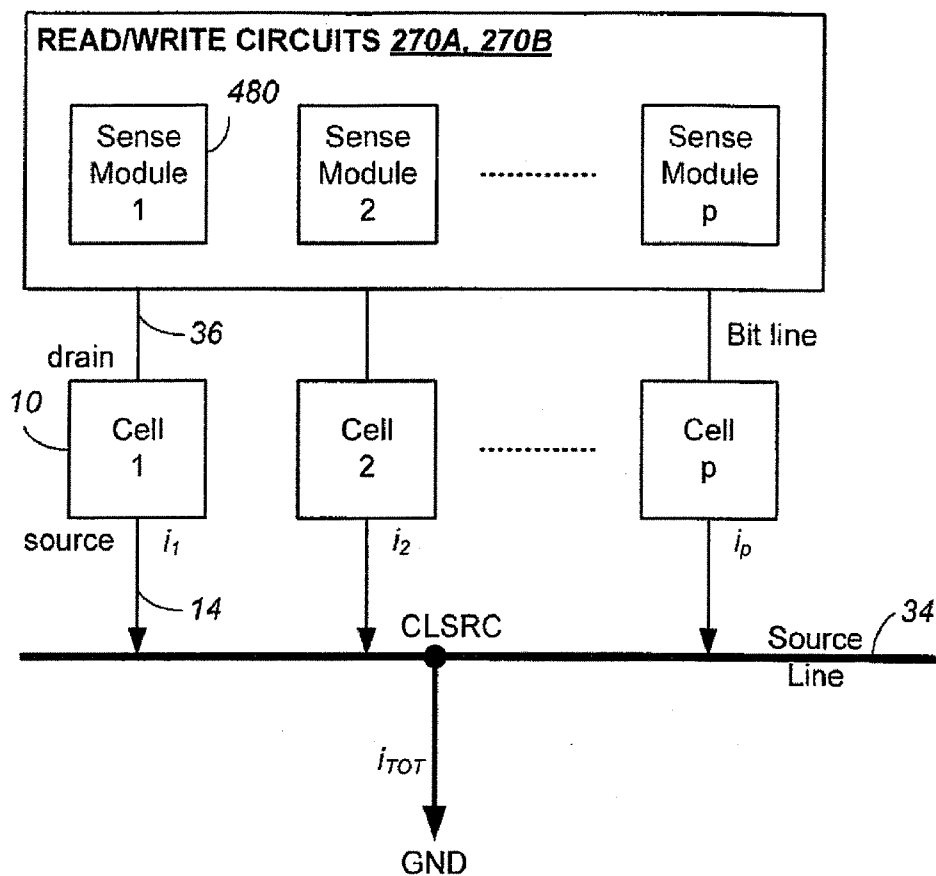 READ/WRITE CIRCUITS 270A, 270B
480
Sense
Module
1
Sense
Module
2
Sense
Module
p
36
drain
Bit line
10
Cell
1
Cell
2
Cell
p
source
i1
i2
ip
14
CLSRC
Source
Line
34
iTOT
GND